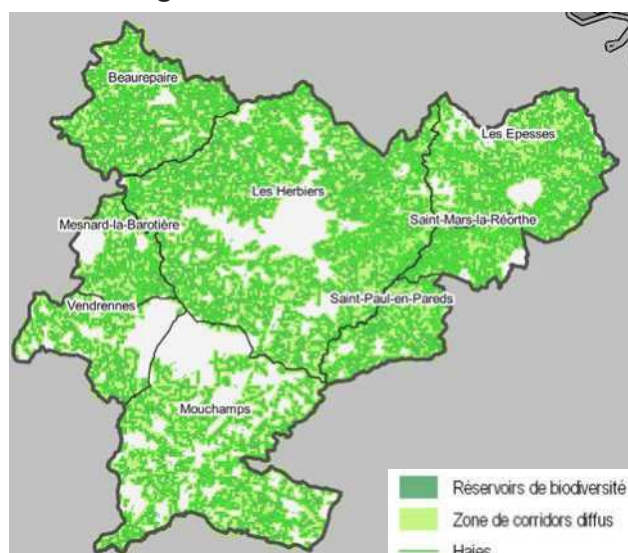 Beaurepaire
Les Epesses
Les Herbiers
Mesnard-la-Barotière
Saint-Mars-la-Réorthe
Vendrennes
Saint-Paul-en-Pareds
Mouchamps
Réservoirs de biodiversité
Zone de corridors diffus
Haies